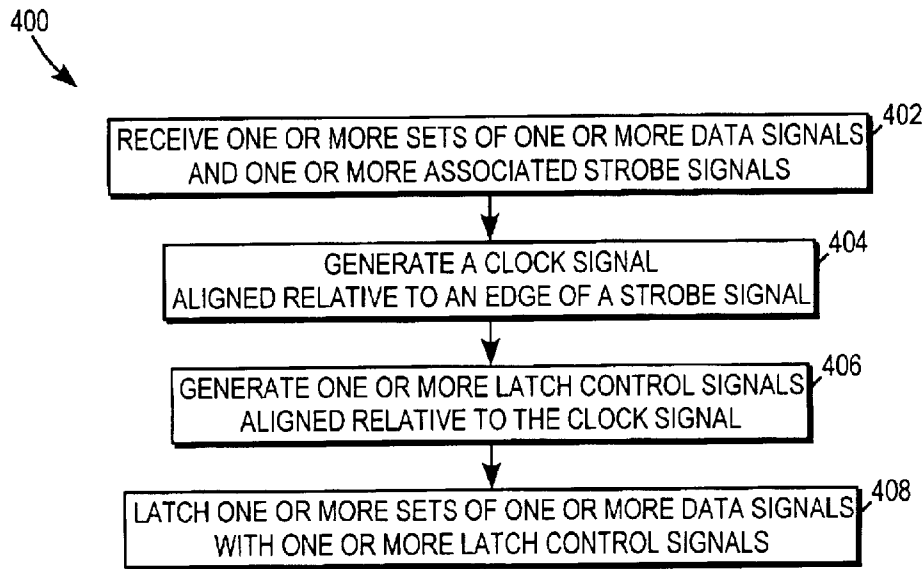 400
402
RECEIVE ONE OR MORE SETS OF ONE OR MORE DATA SIGNALS
AND ONE OR MORE ASSOCIATED STROBE SIGNALS
404
GENERATE A CLOCK SIGNAL
ALIGNED RELATIVE TO AN EDGE OF A STROBE SIGNAL
406
GENERATE ONE OR MORE LATCH CONTROL SIGNALS
ALIGNED RELATIVE TO THE CLOCK SIGNAL
408
LATCH ONE OR MORE SETS OF ONE OR MORE DATA SIGNALS
WITH ONE OR MORE LATCH CONTROL SIGNALS